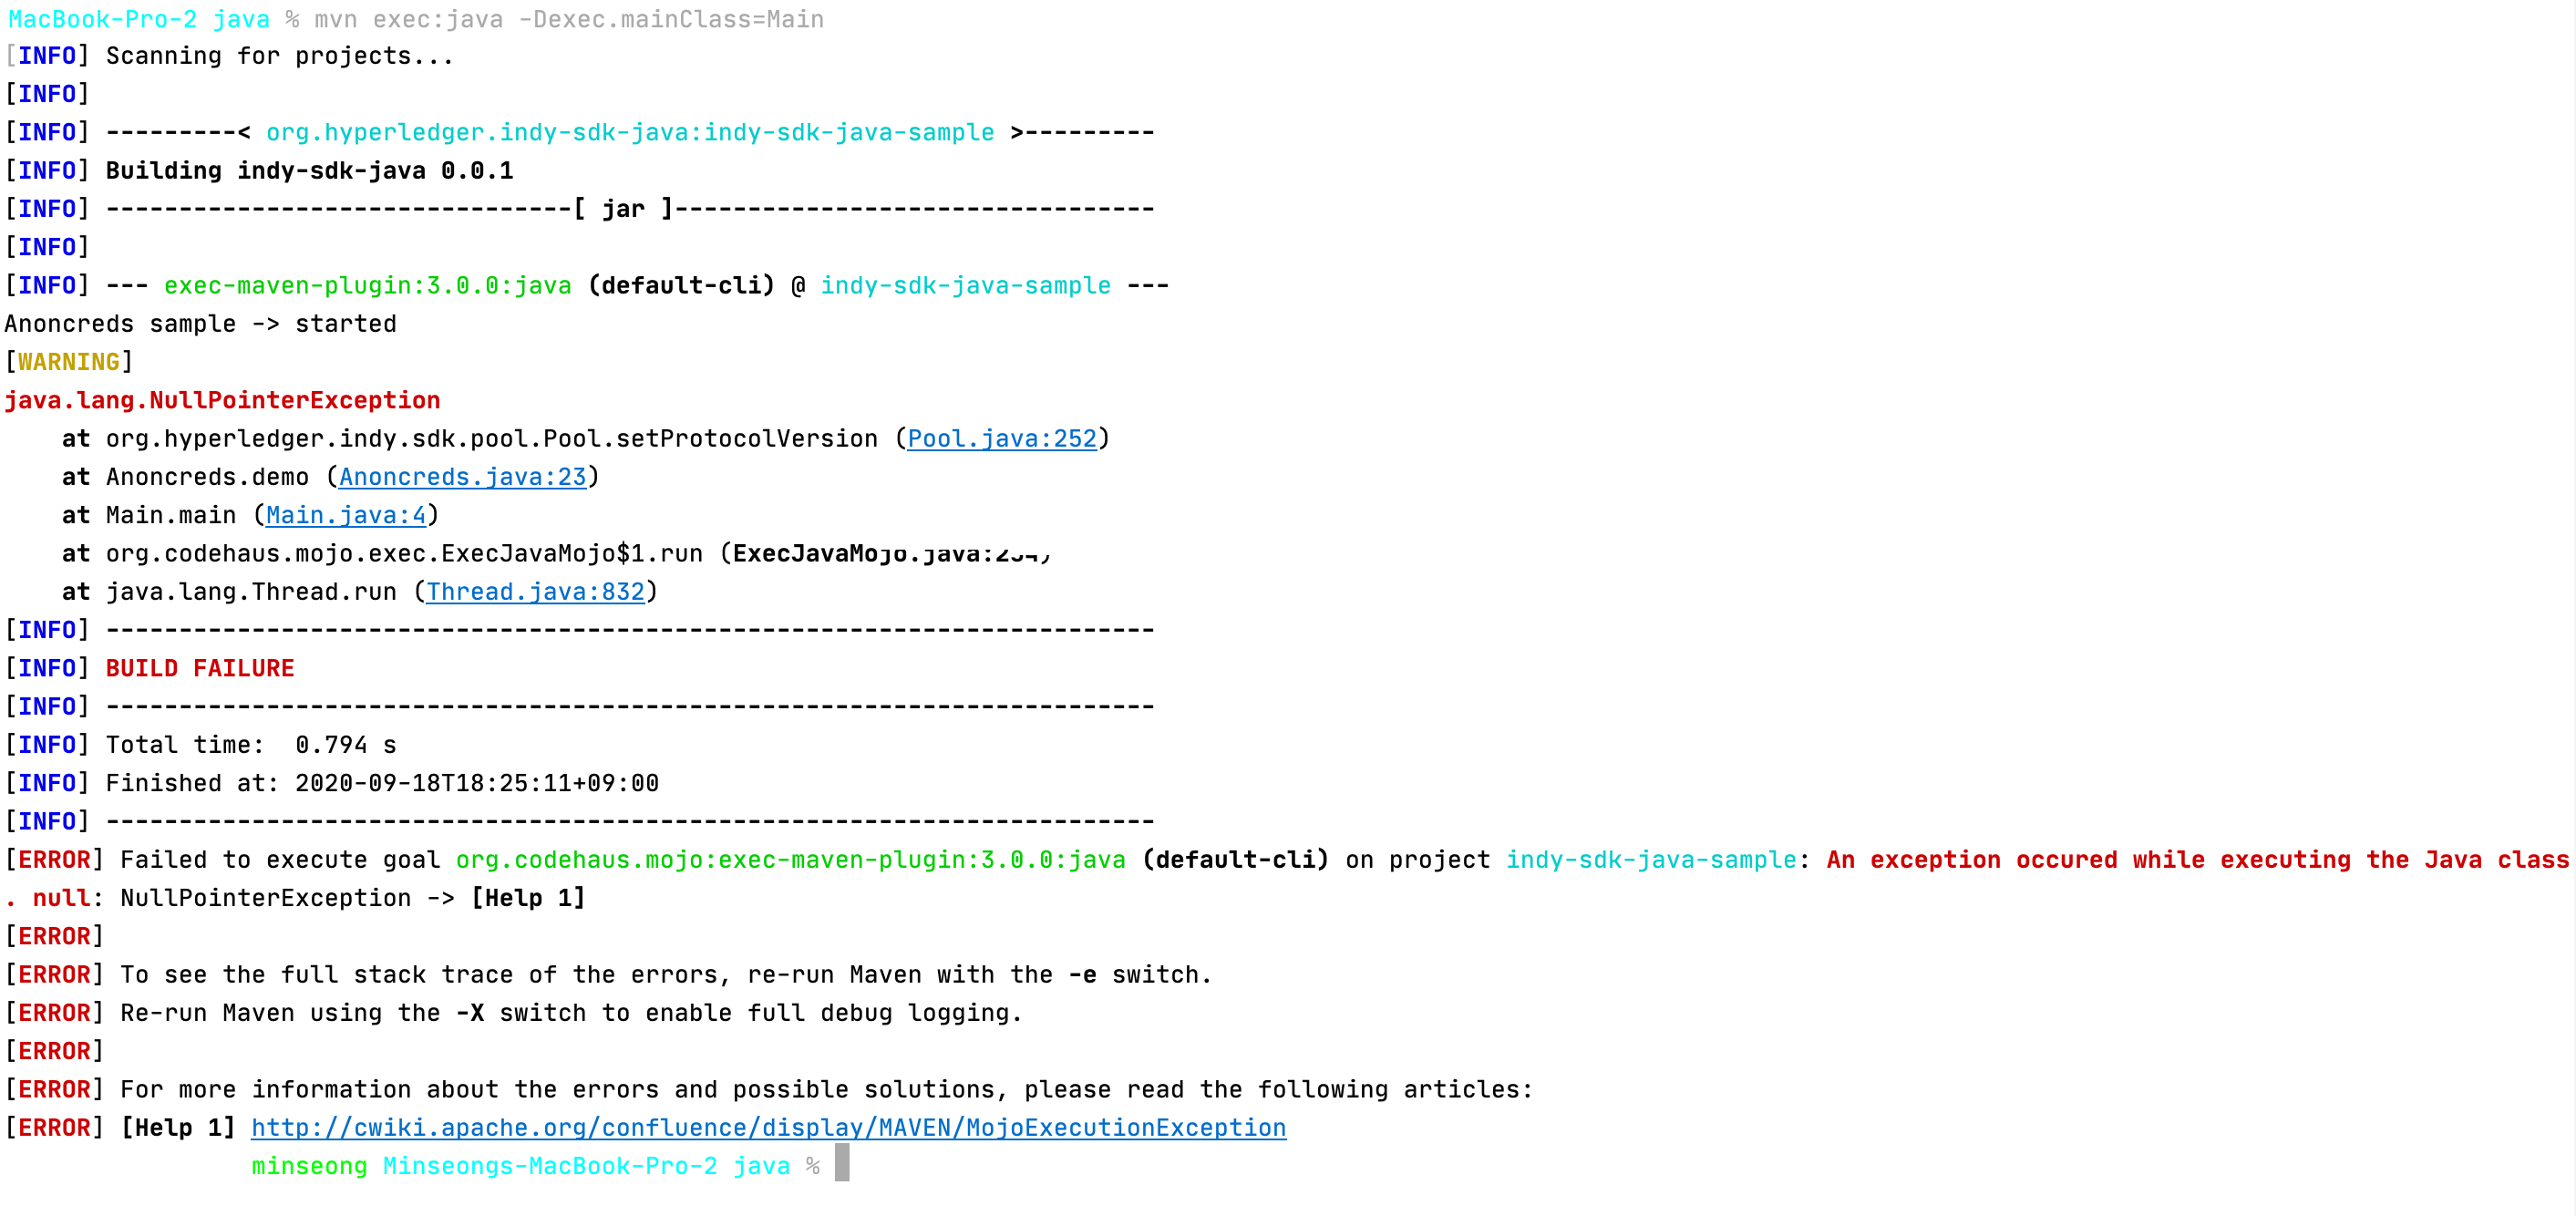 MacBook-Pro-2 java % mvn exec:java -Dexec.mainClass=Main
[INFO] Scanning for projects...
[INFO]
[INFO] ---------< org.hyperledger.indy-sdk-java:indy-sdk-java-sample >---------
[INFO] Building indy-sdk-java 0.0.1
[INFO] --------------------------------[ jar ]---------------------------------
[INFO]
[INFO] --- exec-maven-plugin:3.0.0:java (default-cli) @ indy-sdk-java-sample ---
Anoncreds sample -> started
[WARNING]
java.lang.NullPointerException
    at org.hyperledger.indy.sdk.pool.Pool.setProtocolVersion (Pool.java:252)
    at Anoncreds.demo (Anoncreds.java:23)
    at Main.main (Main.java:4)
    at org.codehaus.mojo.exec.ExecJavaMojo$1.run (ExecJavaMojo.java:254)
    at java.lang.Thread.run (Thread.java:832)
[INFO] ------------------------------------------------------------------------
[INFO] BUILD FAILURE
[INFO] ------------------------------------------------------------------------
[INFO] Total time:  0.794 s
[INFO] Finished at: 2020-09-18T18:25:11+09:00
[INFO] ------------------------------------------------------------------------
[ERROR] Failed to execute goal org.codehaus.mojo:exec-maven-plugin:3.0.0:java (default-cli) on project indy-sdk-java-sample: An exception occured while executing the Java class
. null: NullPointerException -> [Help 1]
[ERROR]
[ERROR] To see the full stack trace of the errors, re-run Maven with the -e switch.
[ERROR] Re-run Maven using the -X switch to enable full debug logging.
[ERROR]
[ERROR] For more information about the errors and possible solutions, please read the following articles:
[ERROR] [Help 1] http://cwiki.apache.org/confluence/display/MAVEN/MojoExecutionException
minseong Minseongs-MacBook-Pro-2 java %